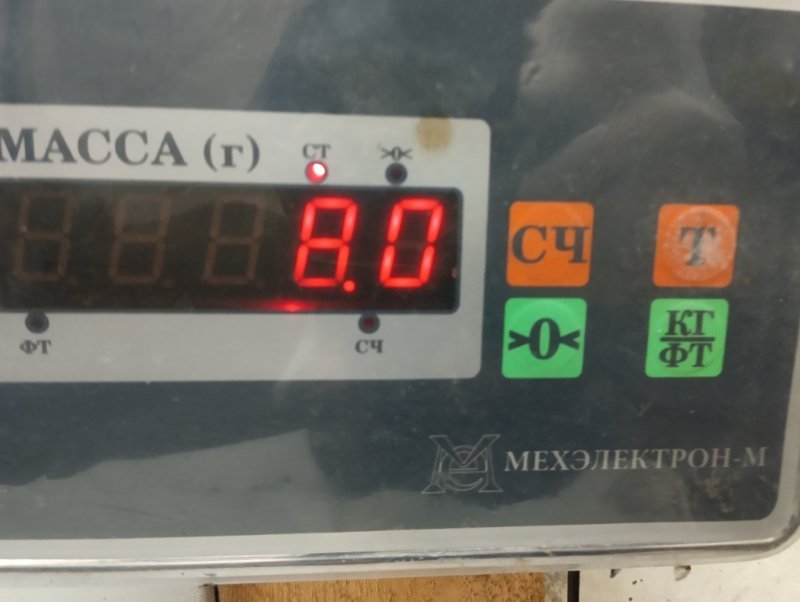 МАССА (г)
СТ >0<
8.0
ФТ СЧ
СЧ Т
>0< КГ
ФТ
МЕХЭЛЕКТРОН-М